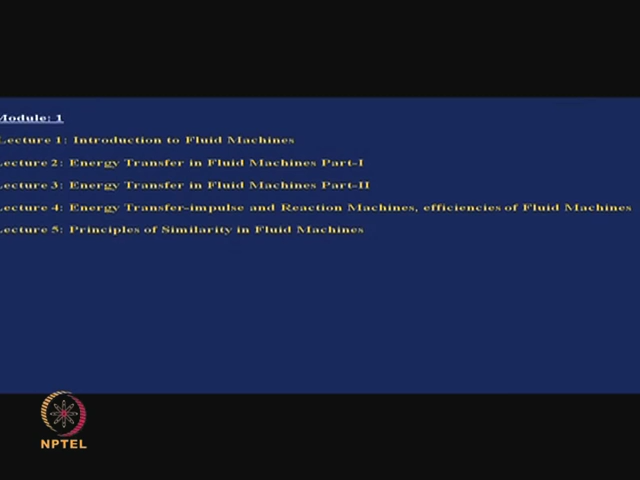 Module: 1
Lecture 1: Introduction to Fluid Machines
Lecture 2: Energy Transfer in Fluid Machines Part-I
Lecture 3: Energy Transfer in Fluid Machines Part-II
Lecture 4: Energy Transfer-impulse and Reaction Machines, efficiencies of Fluid Machines
Lecture 5: Principles of Similarity in Fluid Machines
NPTEL